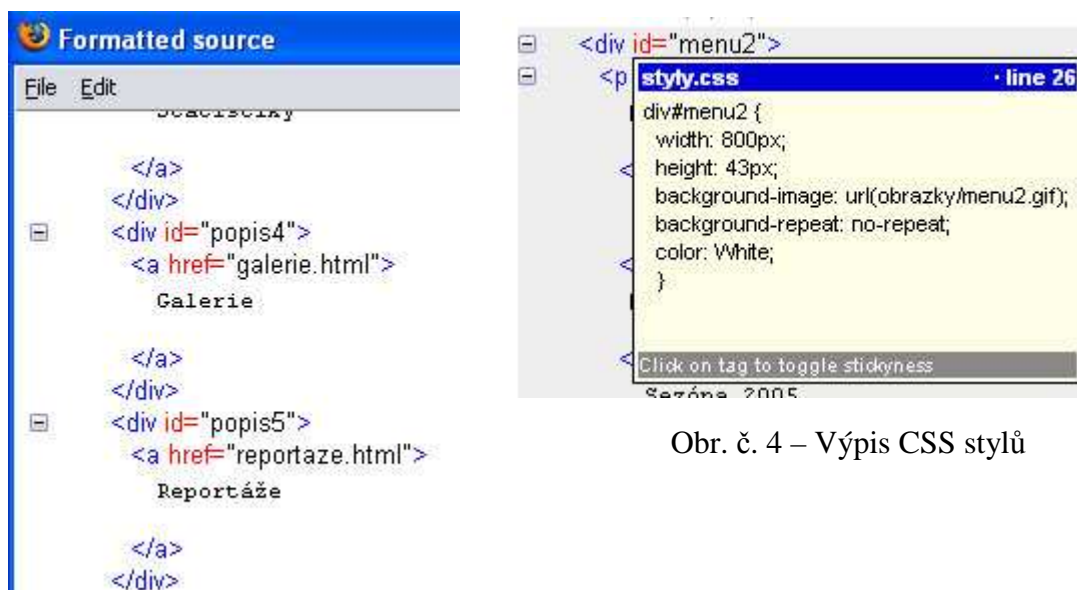 Formatted source
File Edit
</a>
</div>
<div id="popis4">
<a href="galerie.html">
Galerie
</a>
</div>
<div id="popis5">
<a href="reportaze.html">
Reportáže
</a>
</div>
<div id="menu2">
<p
styly.css · line 26
div#menu2 {
width: 800px;
height: 43px;
background-image: url(obrazky/menu2.gif);
background-repeat: no-repeat;
color: White;
}
Click on tag to toggle stickyness
Sezóna 2005
Obr. č. 4 – Výpis CSS stylů